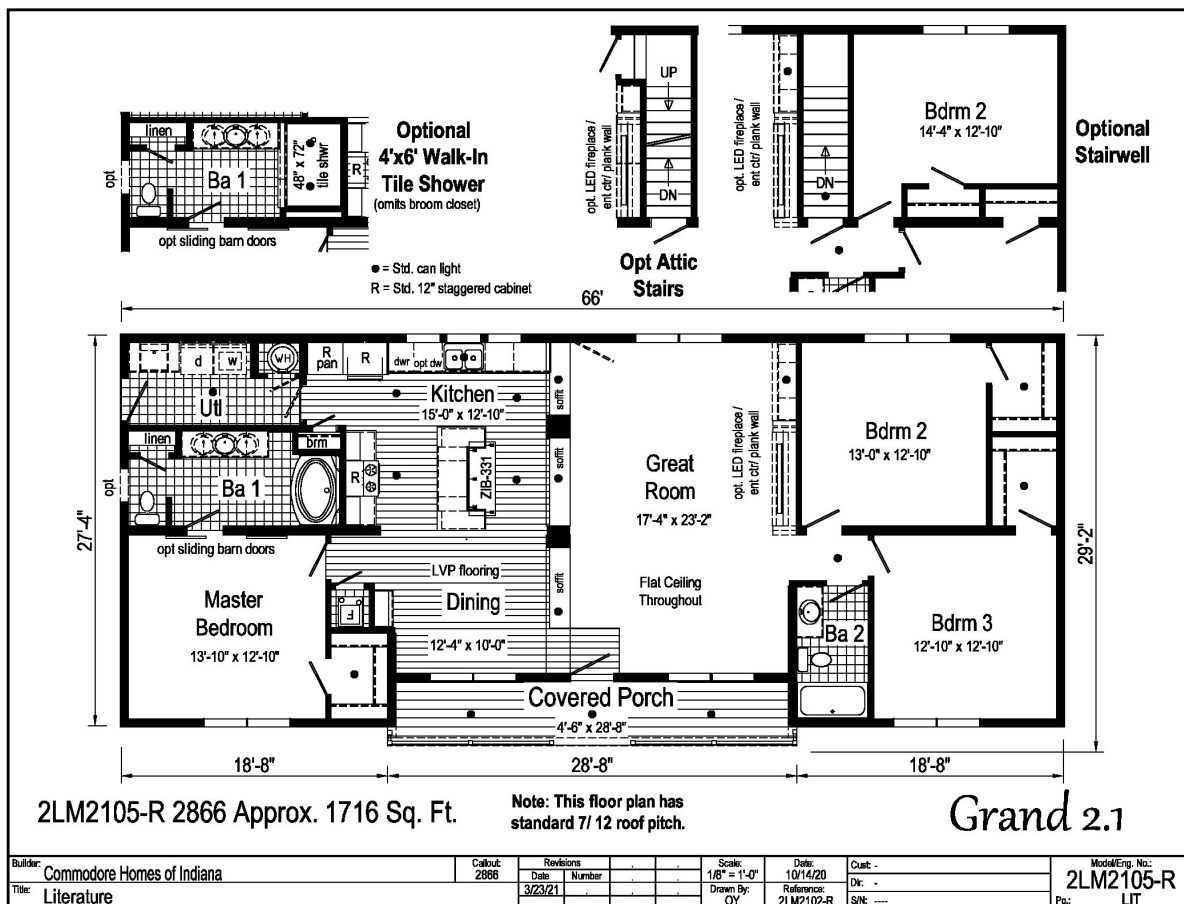 linen
Ba 1
48" x 72"
tile shwr
R
opt
opt sliding barn doors
Optional
4'x6' Walk-In
Tile Shower
(omits broom closet)
● = Std. can light
R = Std. 12" staggered cabinet
UP
DN
opt. LED fireplace /
ent ctr/ plank wall
Opt Attic
Stairs
opt. LED fireplace /
ent ctr/ plank wall
DN
Bdrm 2
14'-4" x 12'-10"
Optional
Stairwell
66'
27'-4"
29'-2"
d
w
WH
Utl
R
pan
R
dwr
opt dw
Kitchen
15'-0" x 12'-10"
soffit
soffit
soffit
linen
brm
Ba 1
opt
R
ZIB-331
opt sliding barn doors
Great
Room
17'-4" x 23'-2"
Flat Ceiling
Throughout
opt. LED fireplace /
ent ctr/ plank wall
Bdrm 2
13'-0" x 12'-10"
Master
Bedroom
13'-10" x 12'-10"
F
LVP flooring
Dining
12'-4" x 10'-0"
Ba 2
Bdrm 3
12'-10" x 12'-10"
Covered Porch
4'-6" x 28'-8"
18'-8"
28'-8"
18'-8"
2LM2105-R 2866 Approx. 1716 Sq. Ft.
Note: This floor plan has
standard 7/ 12 roof pitch.
Grand 2.1
Builder:
Commodore Homes of Indiana
Title:
Literature
Callout:
2866
Revisions
Date
Number
3/23/21
Scale:
1/8" = 1'-0"
Drawn By:
OY
Date:
10/14/20
Reference:
2LM2102-R
Cust: -
Dir: -
S/N: ----
Model/Eng. No.:
2LM2105-R
Pg.:
LIT